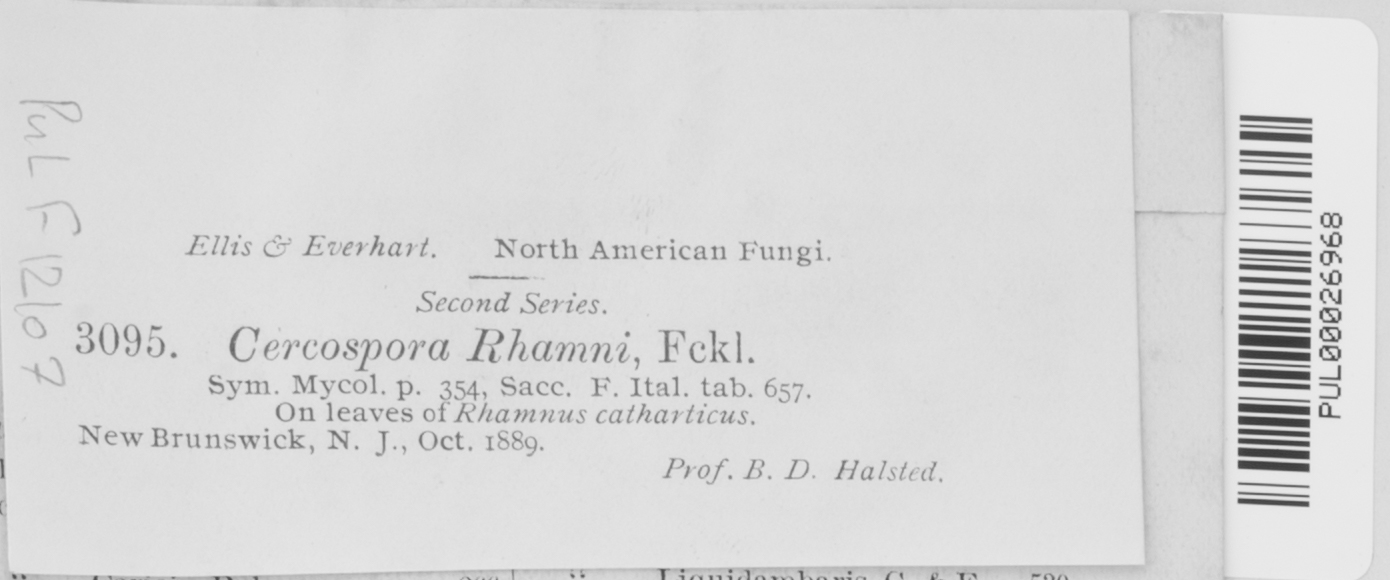 PUL F 12107
Ellis & Everhart. North American Fungi.
Second Series.
3095. Cercospora Rhamni, Fckl.
Sym. Mycol. p. 354, Sacc. F. Ital. tab. 657.
On leaves of Rhamnus catharticus.
New Brunswick, N. J., Oct. 1889.
Prof. B. D. Halsted.
PUL00026968